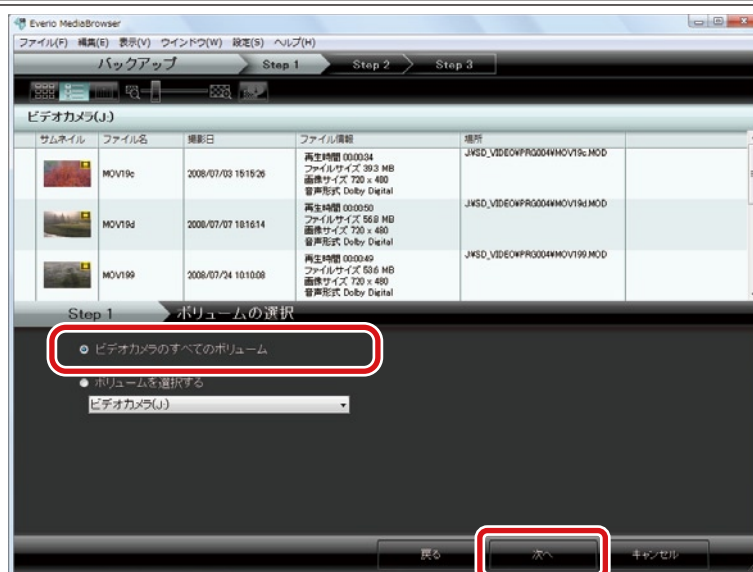 Everio MediaBrowser
ファイル(F) 編集(E) 表示(V) ウインドウ(W) 設定(S) ヘルプ(H)
バックアップ Step 1 Step 2 Step 3
ビデオカメラ(J:)
サムネイル ファイル名 撮影日 ファイル情報 場所
MOV19c 2008/07/03 15:15:26 再生時間 0:00:034 J:¥SD_VIDEO¥PRG004¥MOV19c.MOD
ファイルサイズ 39.3 MB
画像サイズ 720 x 480
音声形式 Dolby Digital
MOV19d 2008/07/07 18:16:14 再生時間 0:00:050 J:¥SD_VIDEO¥PRG004¥MOV19d.MOD
ファイルサイズ 56.8 MB
画像サイズ 720 x 480
音声形式 Dolby Digital
MOV199 2008/07/24 10:10:08 再生時間 0:00:049 J:¥SD_VIDEO¥PRG004¥MOV199.MOD
ファイルサイズ 53.6 MB
画像サイズ 720 x 480
音声形式 Dolby Digital
Step 1 ボリュームの選択
ビデオカメラのすべてのボリューム
ボリュームを選択する
ビデオカメラ(J:)
戻る 次へ キャンセル